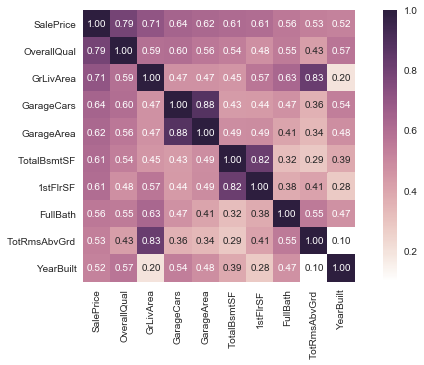 SalePrice 1.00 0.79 0.71 0.64 0.62 0.61 0.61 0.56 0.53 0.52
OverallQual 0.79 1.00 0.59 0.60 0.56 0.54 0.48 0.55 0.43 0.57
GrLivArea 0.71 0.59 1.00 0.47 0.47 0.45 0.57 0.63 0.83 0.20
GarageCars 0.64 0.60 0.47 1.00 0.88 0.43 0.44 0.47 0.36 0.54
GarageArea 0.62 0.56 0.47 0.88 1.00 0.49 0.49 0.41 0.34 0.48
TotalBsmtSF 0.61 0.54 0.45 0.43 0.49 1.00 0.82 0.32 0.29 0.39
1stFlrSF 0.61 0.48 0.57 0.44 0.49 0.82 1.00 0.38 0.41 0.28
FullBath 0.56 0.55 0.63 0.47 0.41 0.32 0.38 1.00 0.55 0.47
TotRmsAbvGrd 0.53 0.43 0.83 0.36 0.34 0.29 0.41 0.55 1.00 0.10
YearBuilt 0.52 0.57 0.20 0.54 0.48 0.39 0.28 0.47 0.10 1.00
SalePrice
OverallQual
GrLivArea
GarageCars
GarageArea
TotalBsmtSF
1stFlrSF
FullBath
TotRmsAbvGrd
YearBuilt
1.0
0.8
0.6
0.4
0.2